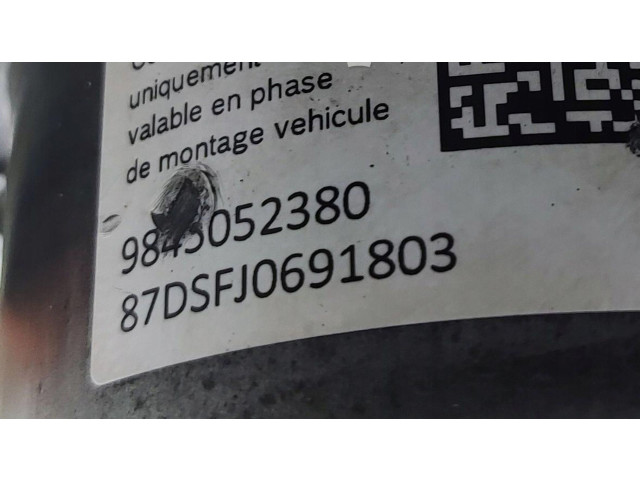 uniquement
valable en phase
de montage vehicule
9845052380
87DSFJ0691803